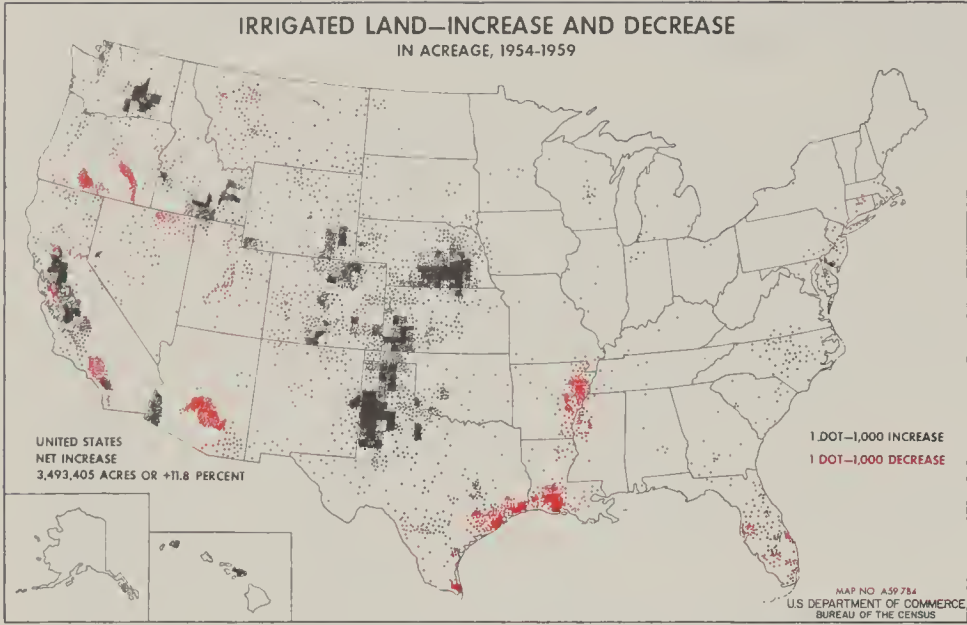 IRRIGATED LAND—INCREASE AND DECREASE
IN ACREAGE, 1954-1959
UNITED STATES
NET INCREASE
3,493,405 ACRES OR +11.8 PERCENT
1 DOT—1,000 INCREASE
1 DOT—1,000 DECREASE
MAP NO A59 784
U.S DEPARTMENT OF COMMERCE
BUREAU OF THE CENSUS